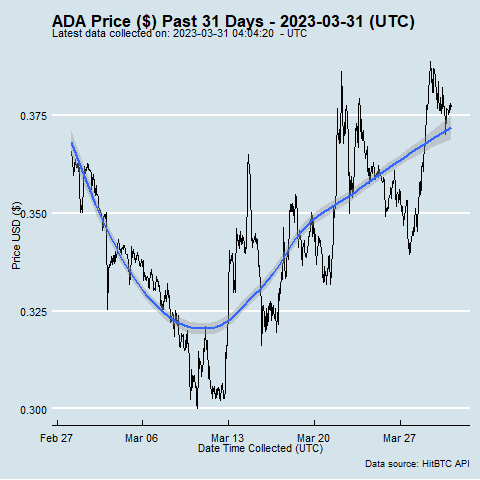 ADA Price ($) Past 31 Days - 2023-03-31 (UTC)
Latest data collected on: 2023-03-31 04:04:20 - UTC
Price USD ($)
0.375
0.350
0.325
0.300
Feb 27
Mar 06
Mar 13
Mar 20
Mar 27
Date Time Collected (UTC)
Data source: HitBTC API